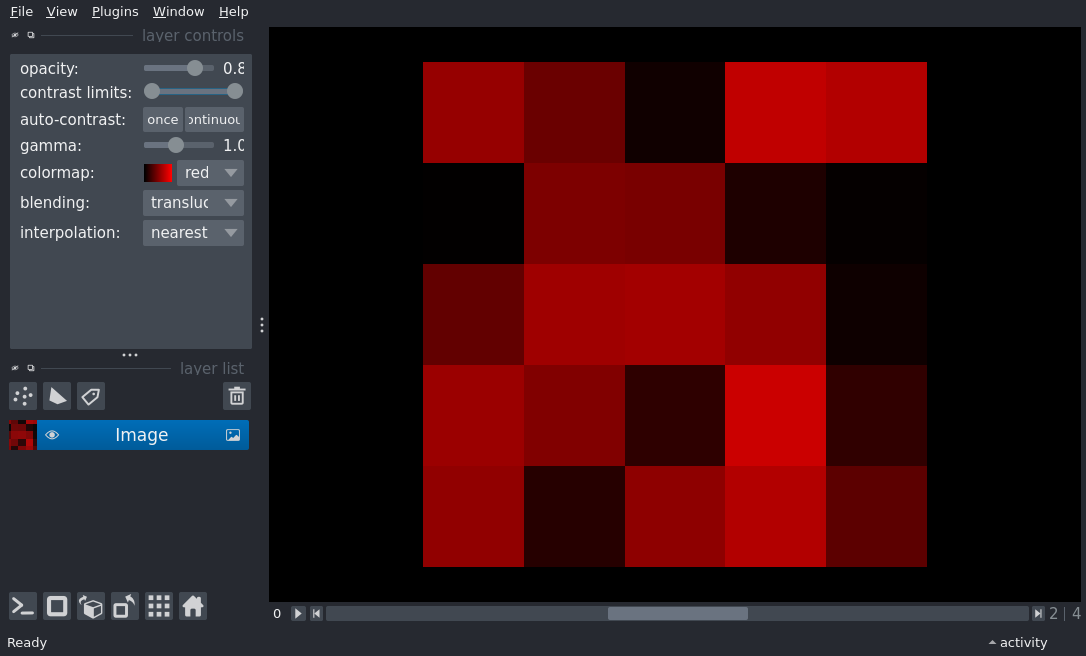 File View Plugins Window Help
layer controls
opacity: 0.8
contrast limits:
auto-contrast: once ontinuou
gamma: 1.0
colormap: red
blending: transluc
interpolation: nearest
layer list
Image
0 2 | 4
Ready activity